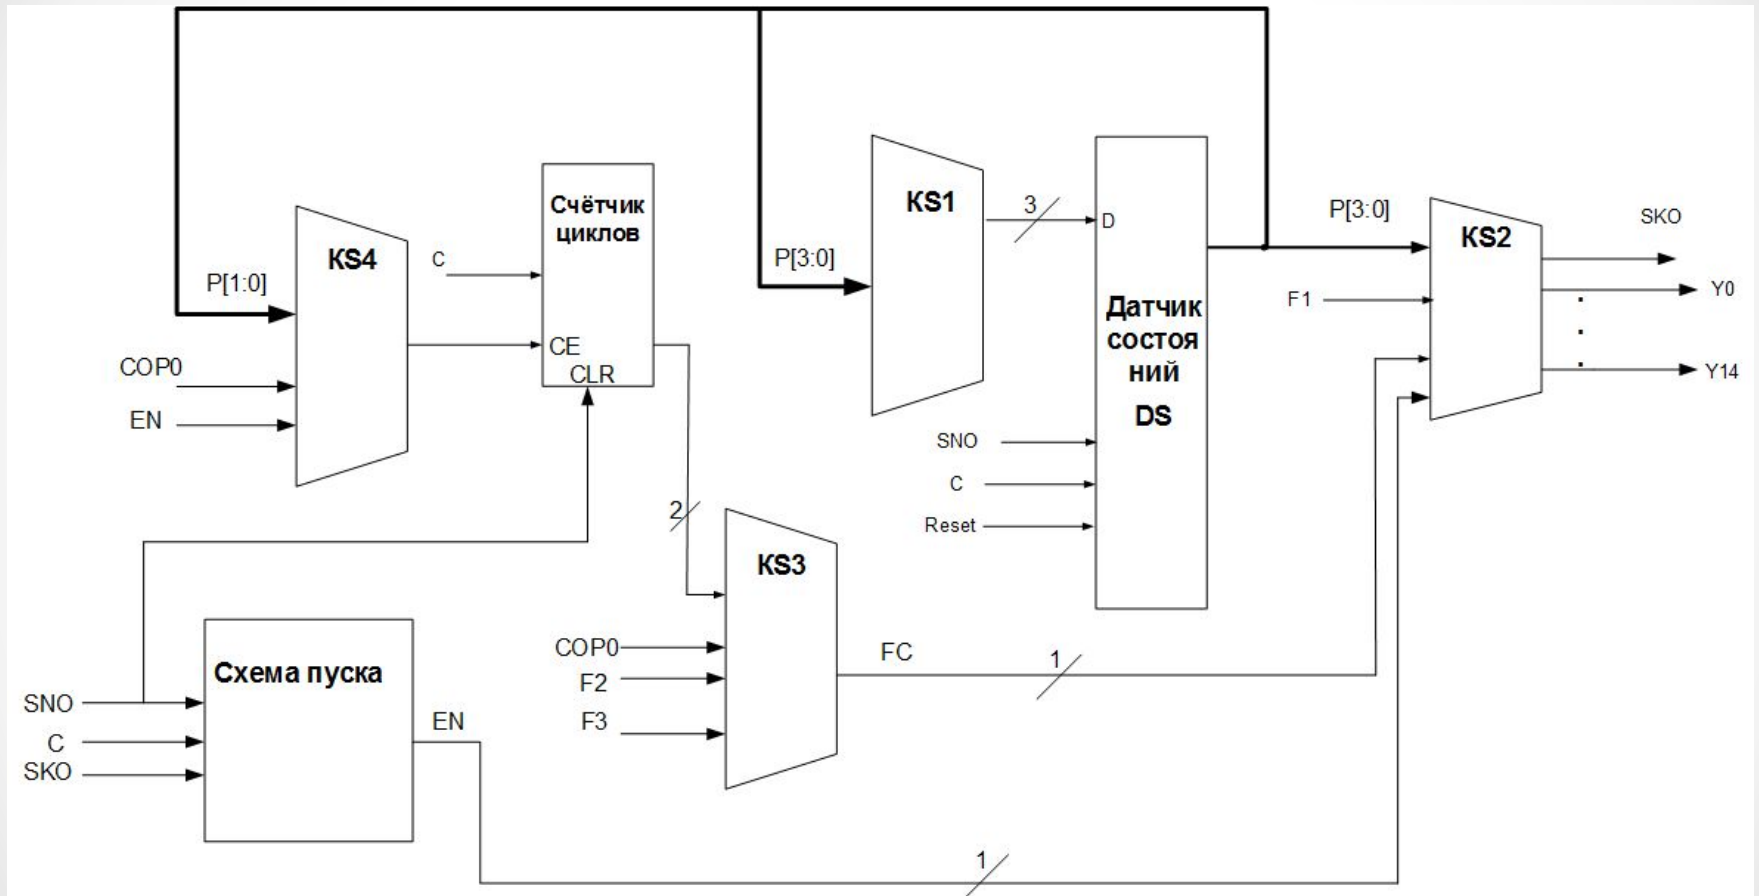 KS4
P[1:0]
COP0
EN
C
Счётчик
циклов
CE
CLR
2
P[3:0]
KS1
3
D
Датчик
состоя
ний
DS
SNO
C
Reset
P[3:0]
F1
KS2
SKO
Y0
Y14
KS3
COP0
F2
F3
FC
1
Схема пуска
SNO
C
SKO
EN
1